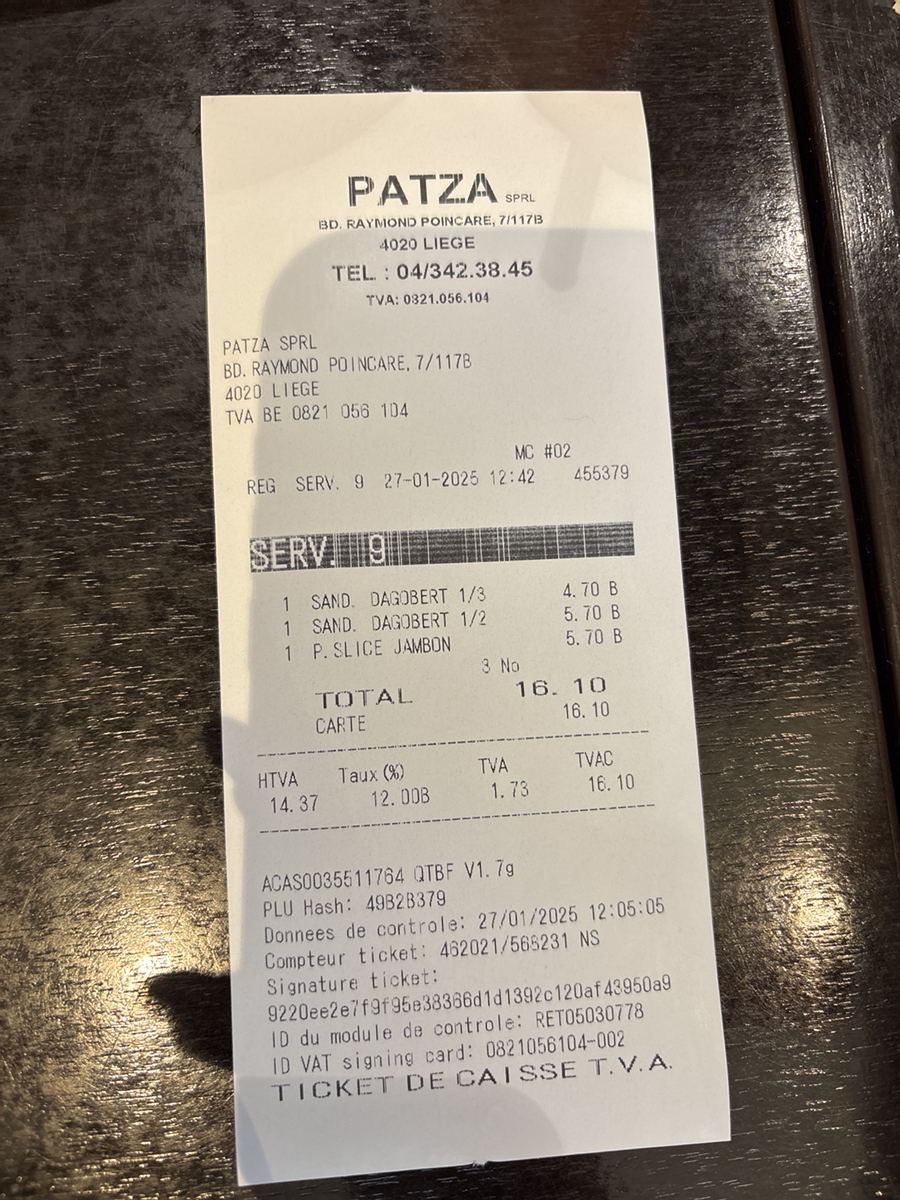 PATZA SPRL
BD. RAYMOND POINCARE, 7/117B
4020 LIEGE
TEL. : 04/342.38.45
TVA: 0821.056.104
PATZA SPRL
BD. RAYMOND POINCARE, 7/117B
4020 LIEGE
TVA BE 0821 056 104
MC #02
REG SERV. 9 27-01-2025 12:42 455379
SERV. 9
1 SAND. DAGOBERT 1/3 4.70 B
1 SAND. DAGOBERT 1/2 5.70 B
1 P.SLICE JAMBON 5.70 B
3 No
TOTAL 16.10
CARTE 16.10
HTVA Taux (%) TVA TVAC
14.37 12.00B 1.73 16.10
ACAS0035511764 QTBF V1.7g
PLU Hash: 49B2B379
Donnees de controle: 27/01/2025 12:05:05
Compteur ticket: 462021/568231 NS
Signature ticket:
9220ee2e7f9f95e38366d1d1392c120af43950a9
ID du module de controle: RET05030778
ID VAT signing card: 0821056104-002
TICKET DE CAISSE T.V.A.